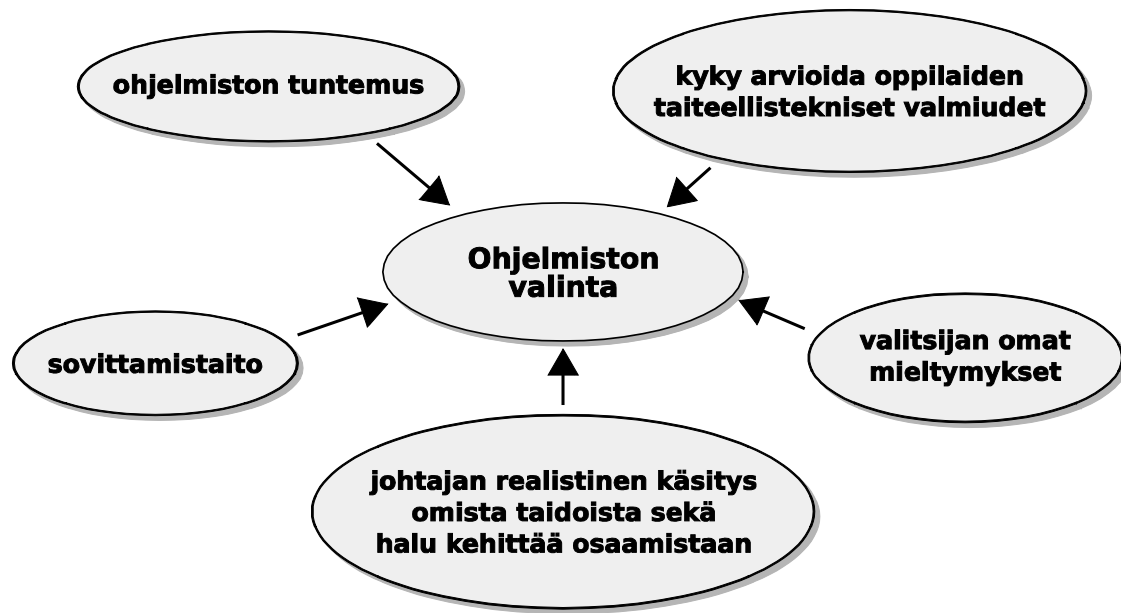 ohjelmiston tuntemus
kyky arvioida oppilaiden
taiteellistekniset valmiudet
Ohjelmiston
valinta
sovittamistaito
valitsijan omat
mieltymykset
johtajan realistinen käsitys
omista taidoista sekä
halu kehittää osaamistaan